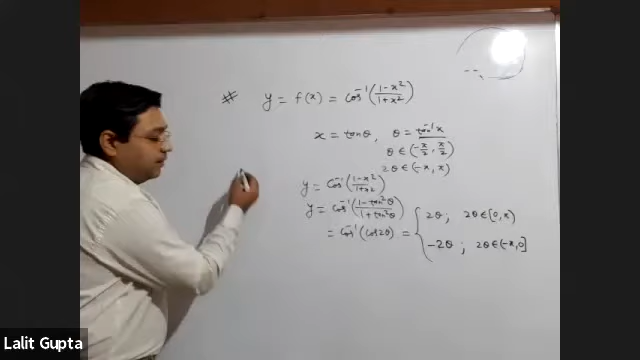 # y = f(x) = cos⁻¹((1-x²)/(1+x²))
x = tanθ, θ = tan⁻¹x
θ ∈ (-π/2, π/2)
2θ ∈ (-π, π)
y = cos⁻¹((1-x²)/(1+x²))
y = cos⁻¹((1-tan²θ)/(1+tan²θ))
= cos⁻¹(cos2θ) = { 2θ ; 2θ ∈ [0, π)
-2θ ; 2θ ∈ (-π, 0]
Lalit Gupta